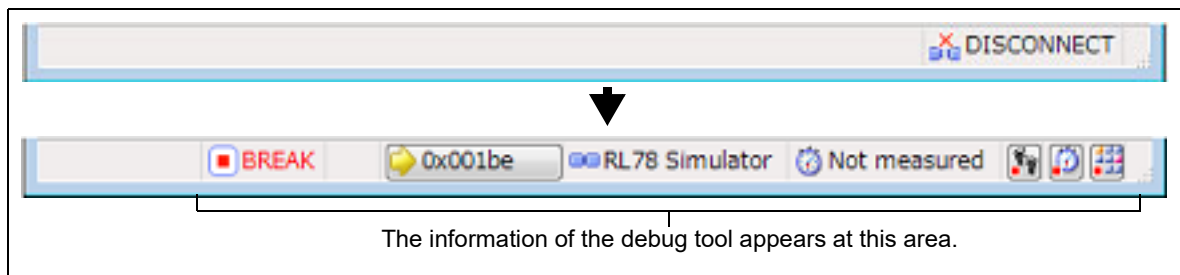 DISCONNECT
BREAK 0x001be RL78 Simulator Not measured
The information of the debug tool appears at this area.